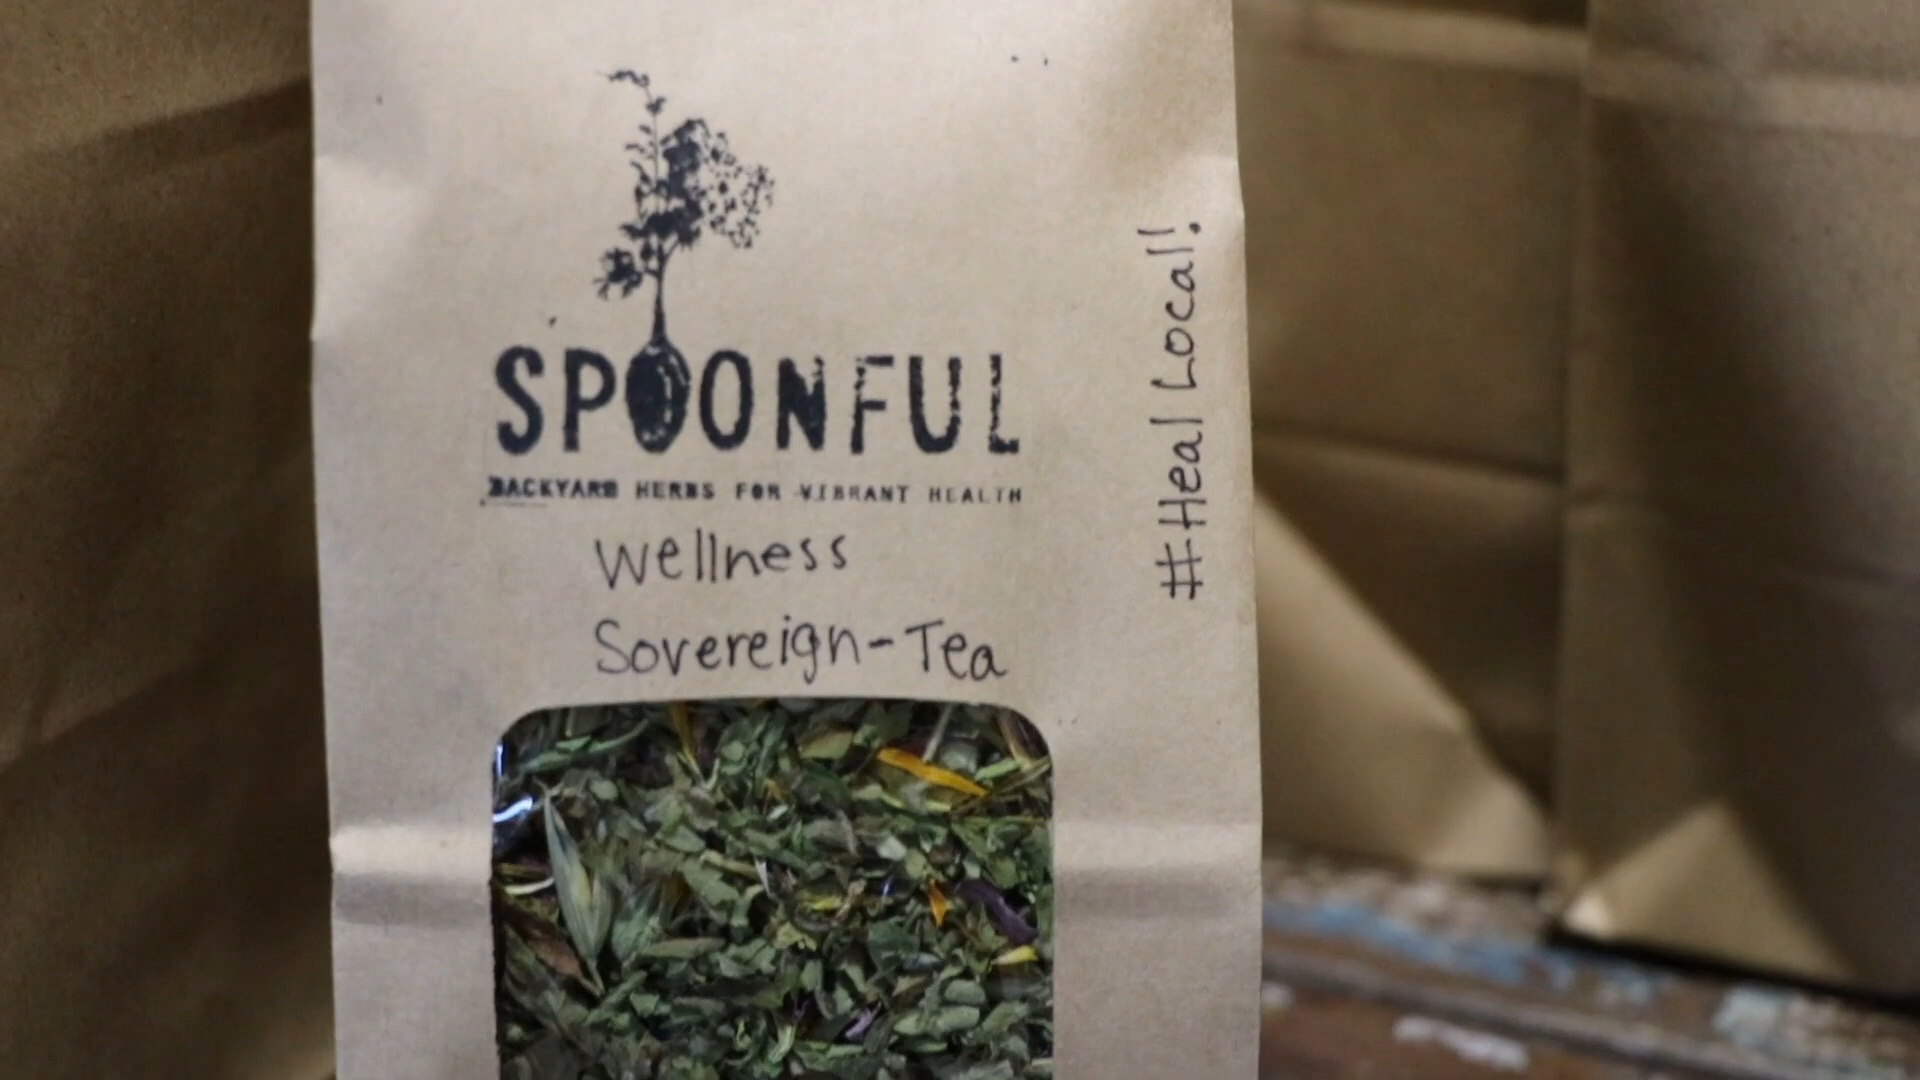 SPOONFUL
BACKYARD HERBS FOR VIBRANT HEALTH
Wellness
Sovereign-Tea
#Heal Local!